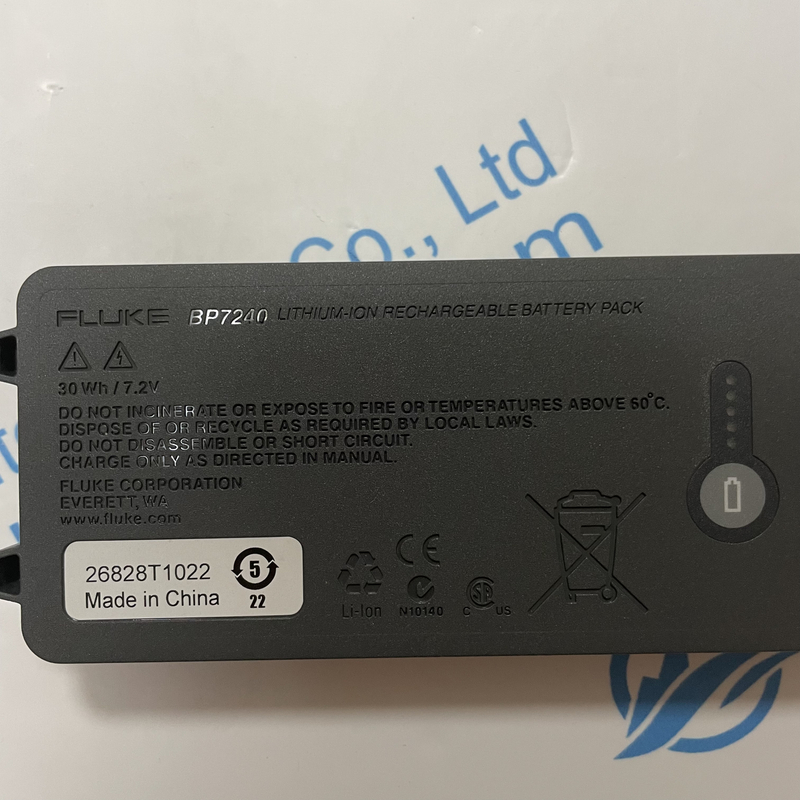 Co., Ltd
m
FLUKE BP7240 LITHIUM-ION RECHARGEABLE BATTERY PACK
30 Wh / 7.2V
DO NOT INCINERATE OR EXPOSE TO FIRE OR TEMPERATURES ABOVE 60°C.
DISPOSE OF OR RECYCLE AS REQUIRED BY LOCAL LAWS.
DO NOT DISASSEMBLE OR SHORT CIRCUIT.
CHARGE ONLY AS DIRECTED IN MANUAL.
FLUKE CORPORATION
EVERETT, WA
www.fluke.com
26828T1022
Made in China
5
22
Li-Ion
CE
N10140
C SA US